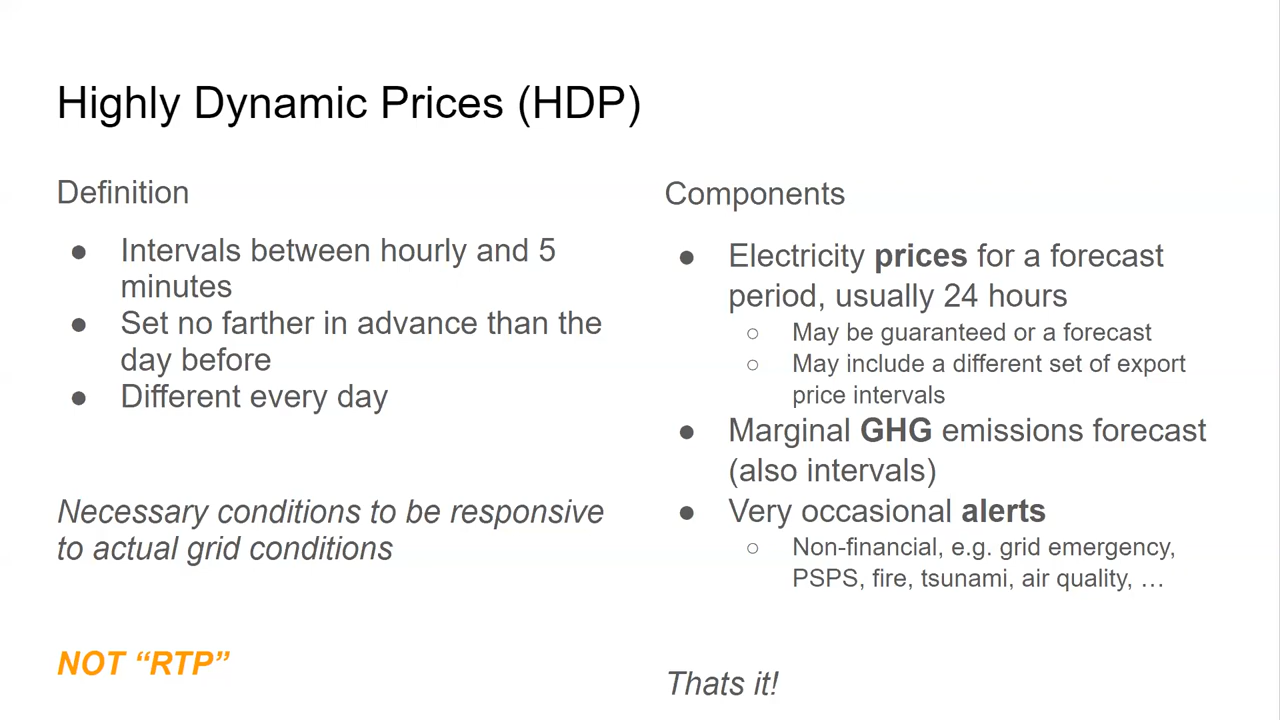 Highly Dynamic Prices (HDP)
Definition
● Intervals between hourly and 5
minutes
● Set no farther in advance than the
day before
● Different every day
Necessary conditions to be responsive
to actual grid conditions
NOT “RTP”
Components
● Electricity prices for a forecast
period, usually 24 hours
○ May be guaranteed or a forecast
○ May include a different set of export
price intervals
● Marginal GHG emissions forecast
(also intervals)
● Very occasional alerts
○ Non-financial, e.g. grid emergency,
PSPS, fire, tsunami, air quality, …
Thats it!